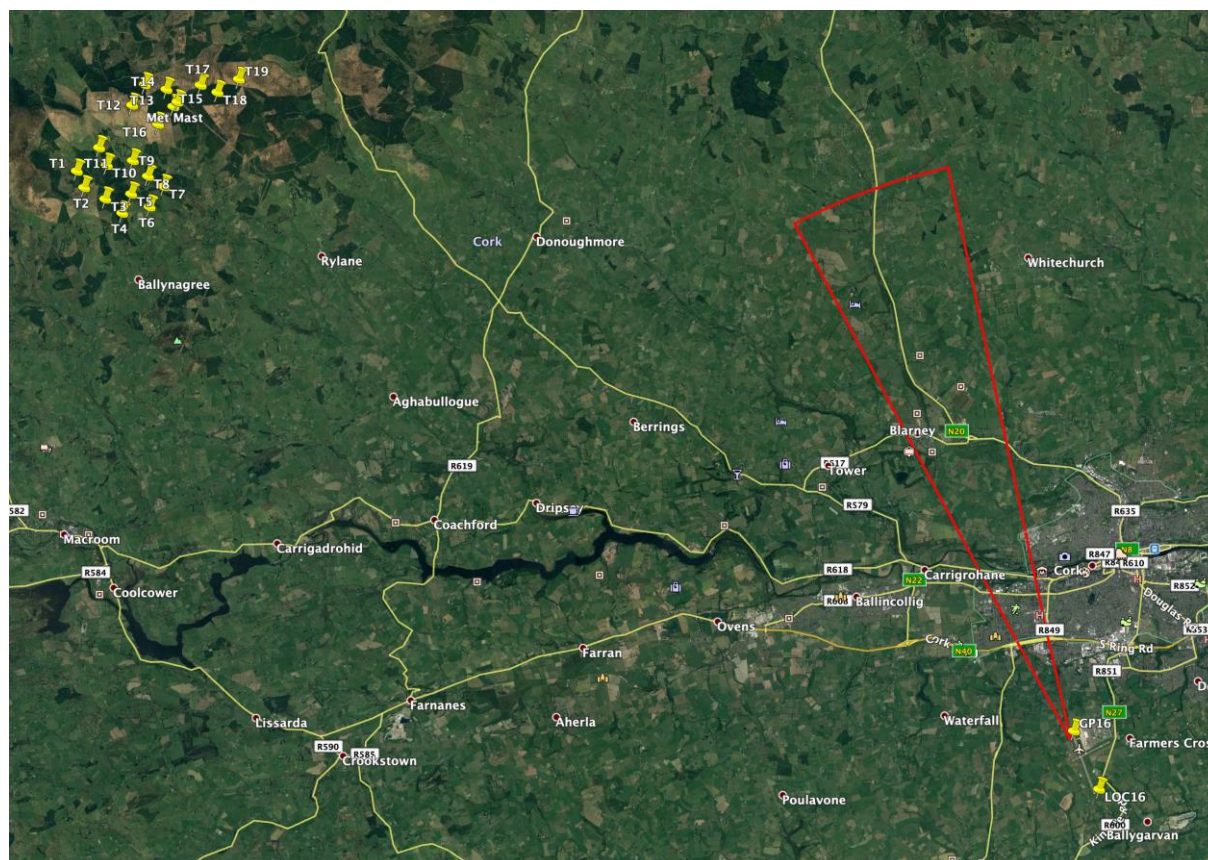 T14
T17
T19
T12
T13
T15
T18
Met Mast
T16
T1
T11
T9
T10
T8
T7
T2
T3
T5
T4
T6
Cork
Donoughmore
Rylane
Whitechurch
Ballynagree
Aghabullogue
Berrings
Blarney
N20
R619
R617
Tower
R579
R635
Dripsey
Coachford
R582
Macroom
Carrigadrohid
R584
Coolcower
R618
N22
Carrigrohane
Cork
R847
N8
R610
R852
R608
Ballincollig
Ovens
R849
N40
S Ring Rd
R851
Farran
Farnanes
Lissarda
Aherla
Waterfall
N27
GP16
Farmers Cros
R590
R585
Crookstown
Poulavone
LOC16
R600
Ballygarvan